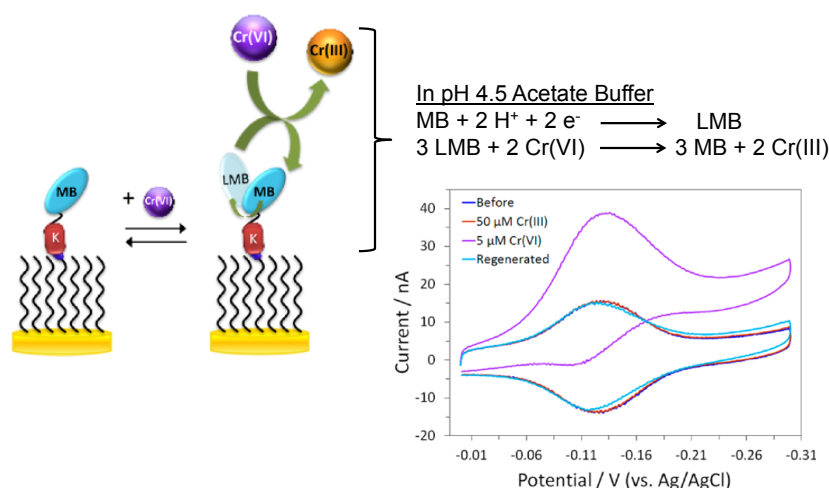 Cr(VI)
Cr(III)
MB
K
+ Cr(VI)
LMB
MB
K
In pH 4.5 Acetate Buffer
MB + 2 H⁺ + 2 e⁻ ⟶ LMB
3 LMB + 2 Cr(VI) ⟶ 3 MB + 2 Cr(III)
Before
50 µM Cr(III)
5 µM Cr(VI)
Regenerated
Current / nA
40
30
20
10
0
-10
-20
-0.01 -0.06 -0.11 -0.16 -0.21 -0.26 -0.31
Potential / V (vs. Ag/AgCl)